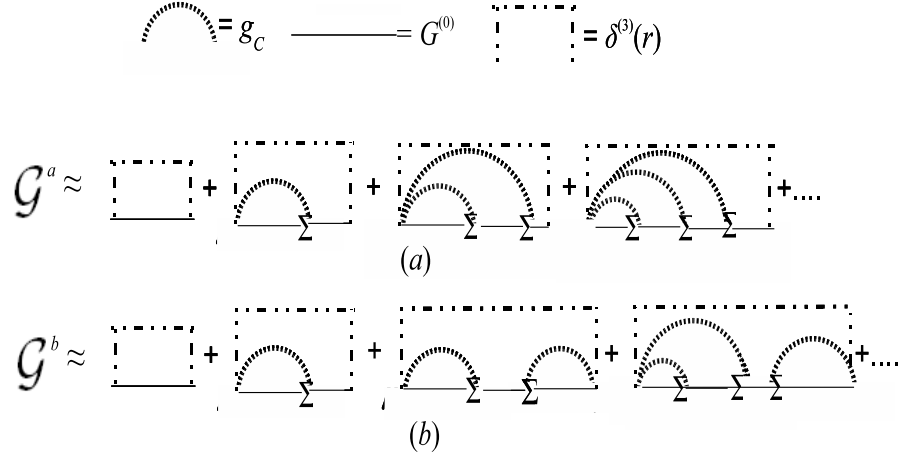 = g_C = G^(0) = δ^(3)(r)
𝒢^a ≈ + + + +....
Σ Σ Σ Σ Σ Σ
(a)
𝒢^b ≈ + + + +....
Σ Σ Σ Σ Σ Σ
(b)